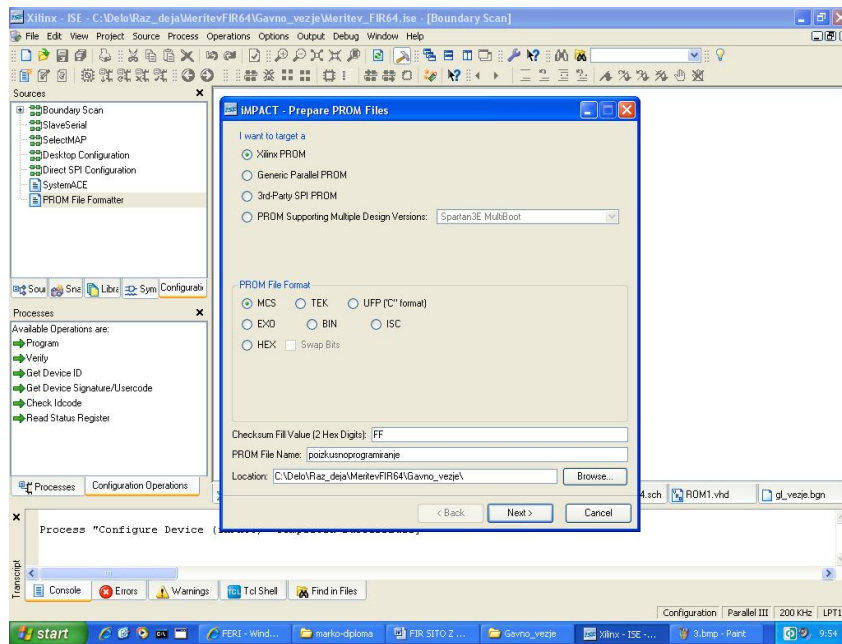 Xilinx - ISE - C:\Delo\Raz_deja\MeritevFIR64\Gavno_vezje\Meritev_FIR64.ise - [Boundary Scan]
File Edit View Project Source Process Operations Options Output Debug Window Help
Sources
Boundary Scan
SlaveSerial
SelectMAP
Desktop Configuration
Direct SPI Configuration
SystemACE
PROM File Formatter
Sour Sna Libra Sym Configurati
Processes
Available Operations are:
Program
Verify
Get Device ID
Get Device Signature/Usercode
Check Idcode
Read Status Register
Processes Configuration Operations
iMPACT - Prepare PROM Files
I want to target a
Xilinx PROM
Generic Parallel PROM
3rd-Party SPI PROM
PROM Supporting Multiple Design Versions: Spartan3E MultiBoot
PROM File Format
MCS TEK UFP ("C" format)
EXO BIN ISC
HEX Swap Bits
Checksum Fill Value (2 Hex Digits): FF
PROM File Name: poizkusnoprogramiranje
Location: C:\Delo\Raz_deja\MeritevFIR64\Gavno_vezje\ Browse...
< Back Next > Cancel
4.sch ROM1.vhd gl_vezje.bgn
Process "Configure Device
Transcript
Console Errors Warnings Tcl Shell Find in Files
Configuration Parallel III 200 KHz LPT1
start FERI - Wind... marko-diploma FIR SITO Z ... Gavno_vezje Xilinx - ISE -... 3.bmp - Paint 9:54